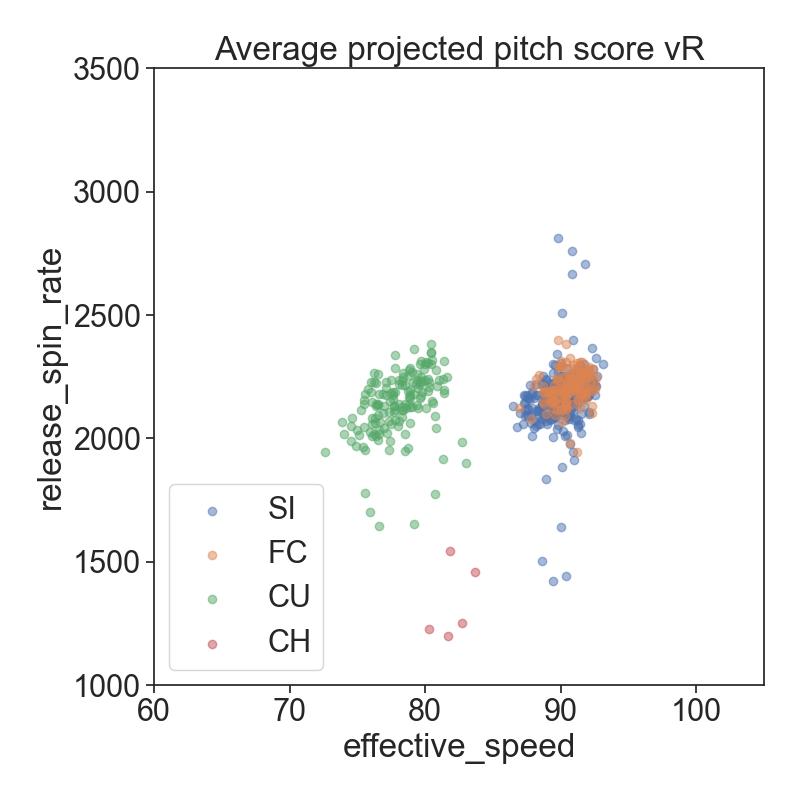 Average projected pitch score vR
3500
3000
2500
2000
1500
1000
release_spin_rate
SI
FC
CU
CH
60
70
80
90
100
effective_speed